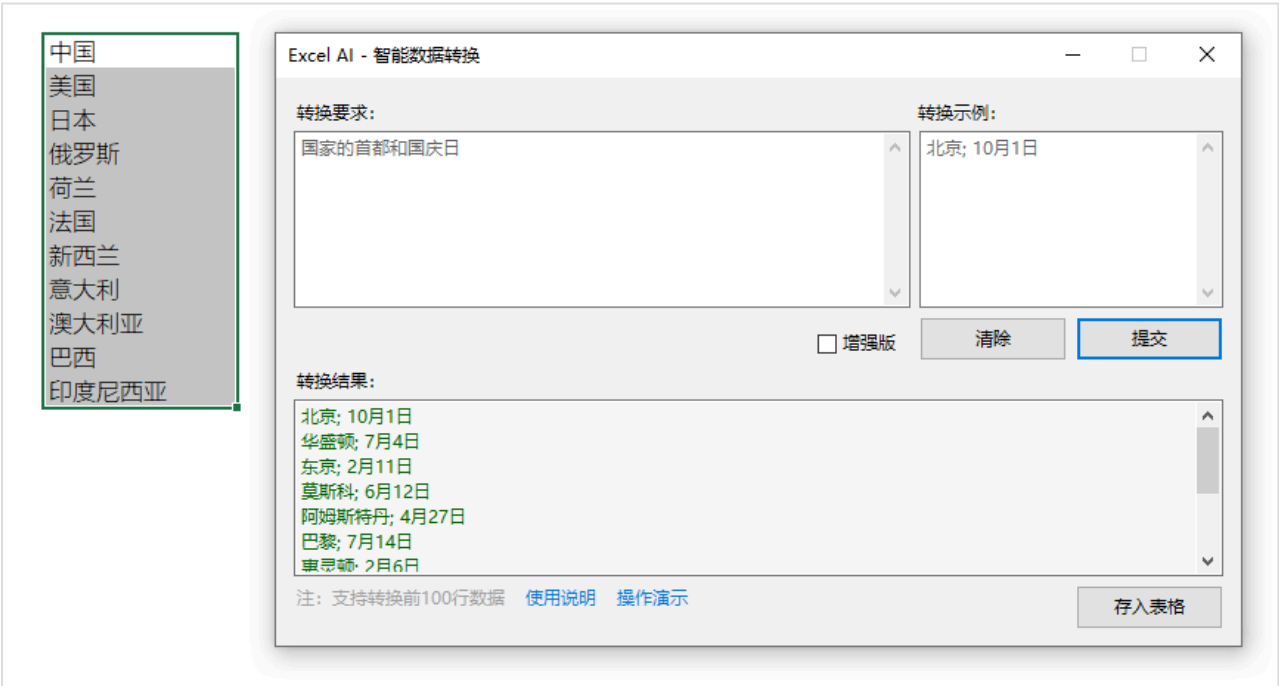 中国
美国
日本
俄罗斯
荷兰
法国
新西兰
意大利
澳大利亚
巴西
印度尼西亚
Excel AI - 智能数据转换
转换要求:
转换示例:
国家的首都和国庆日
北京; 10月1日
增强版
清除
提交
转换结果:
北京; 10月1日
华盛顿; 7月4日
东京; 2月11日
莫斯科; 6月12日
阿姆斯特丹; 4月27日
巴黎; 7月14日
惠灵顿; 2月6日
注：支持转换前100行数据 使用说明 操作演示
存入表格